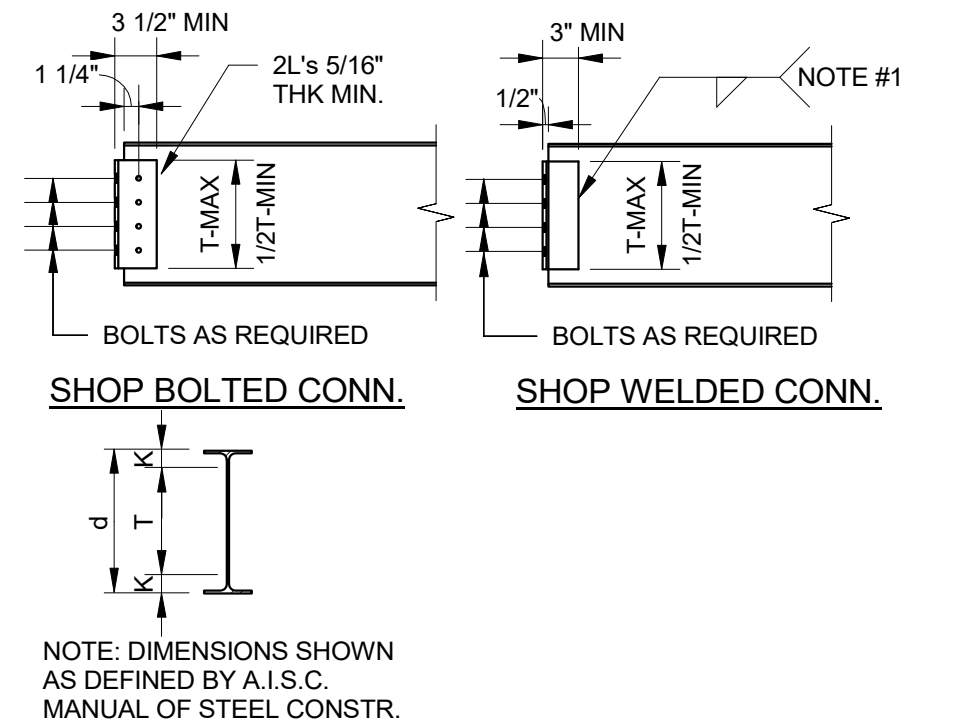 3 1/2" MIN
1 1/4"
2L's 5/16"
THK MIN.
T-MAX
1/2T-MIN
BOLTS AS REQUIRED
SHOP BOLTED CONN.
3" MIN
1/2"
NOTE #1
T-MAX
1/2T-MIN
BOLTS AS REQUIRED
SHOP WELDED CONN.
K
d
T
K
NOTE: DIMENSIONS SHOWN
AS DEFINED BY A.I.S.C.
MANUAL OF STEEL CONSTR.